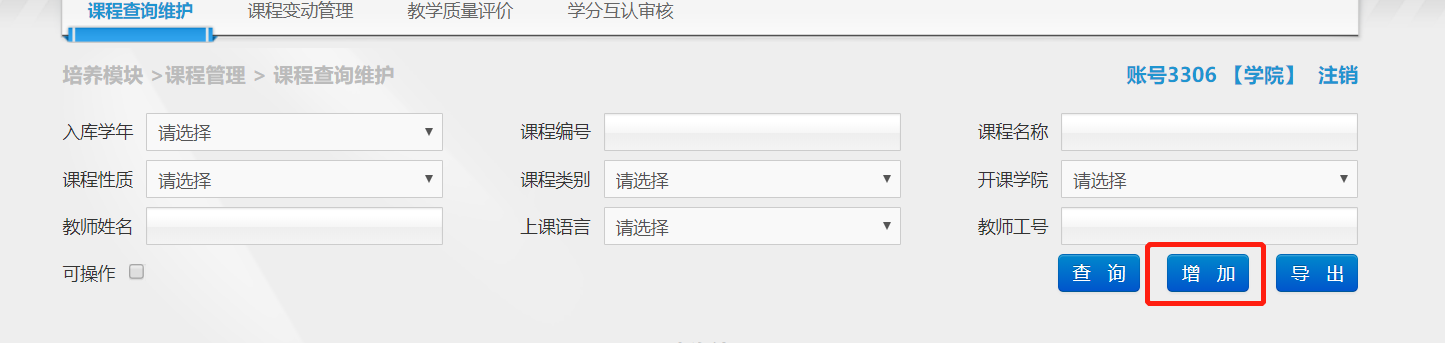 课程查询维护 课程变动管理 教学质量评价 学分互认审核
培养模块 >课程管理 > 课程查询维护 账号3306 【学院】 注销
入库学年 请选择 课程编号 课程名称
课程性质 请选择 课程类别 请选择 开课学院 请选择
教师姓名 上课语言 请选择 教师工号
可操作 查 询 增 加 导 出